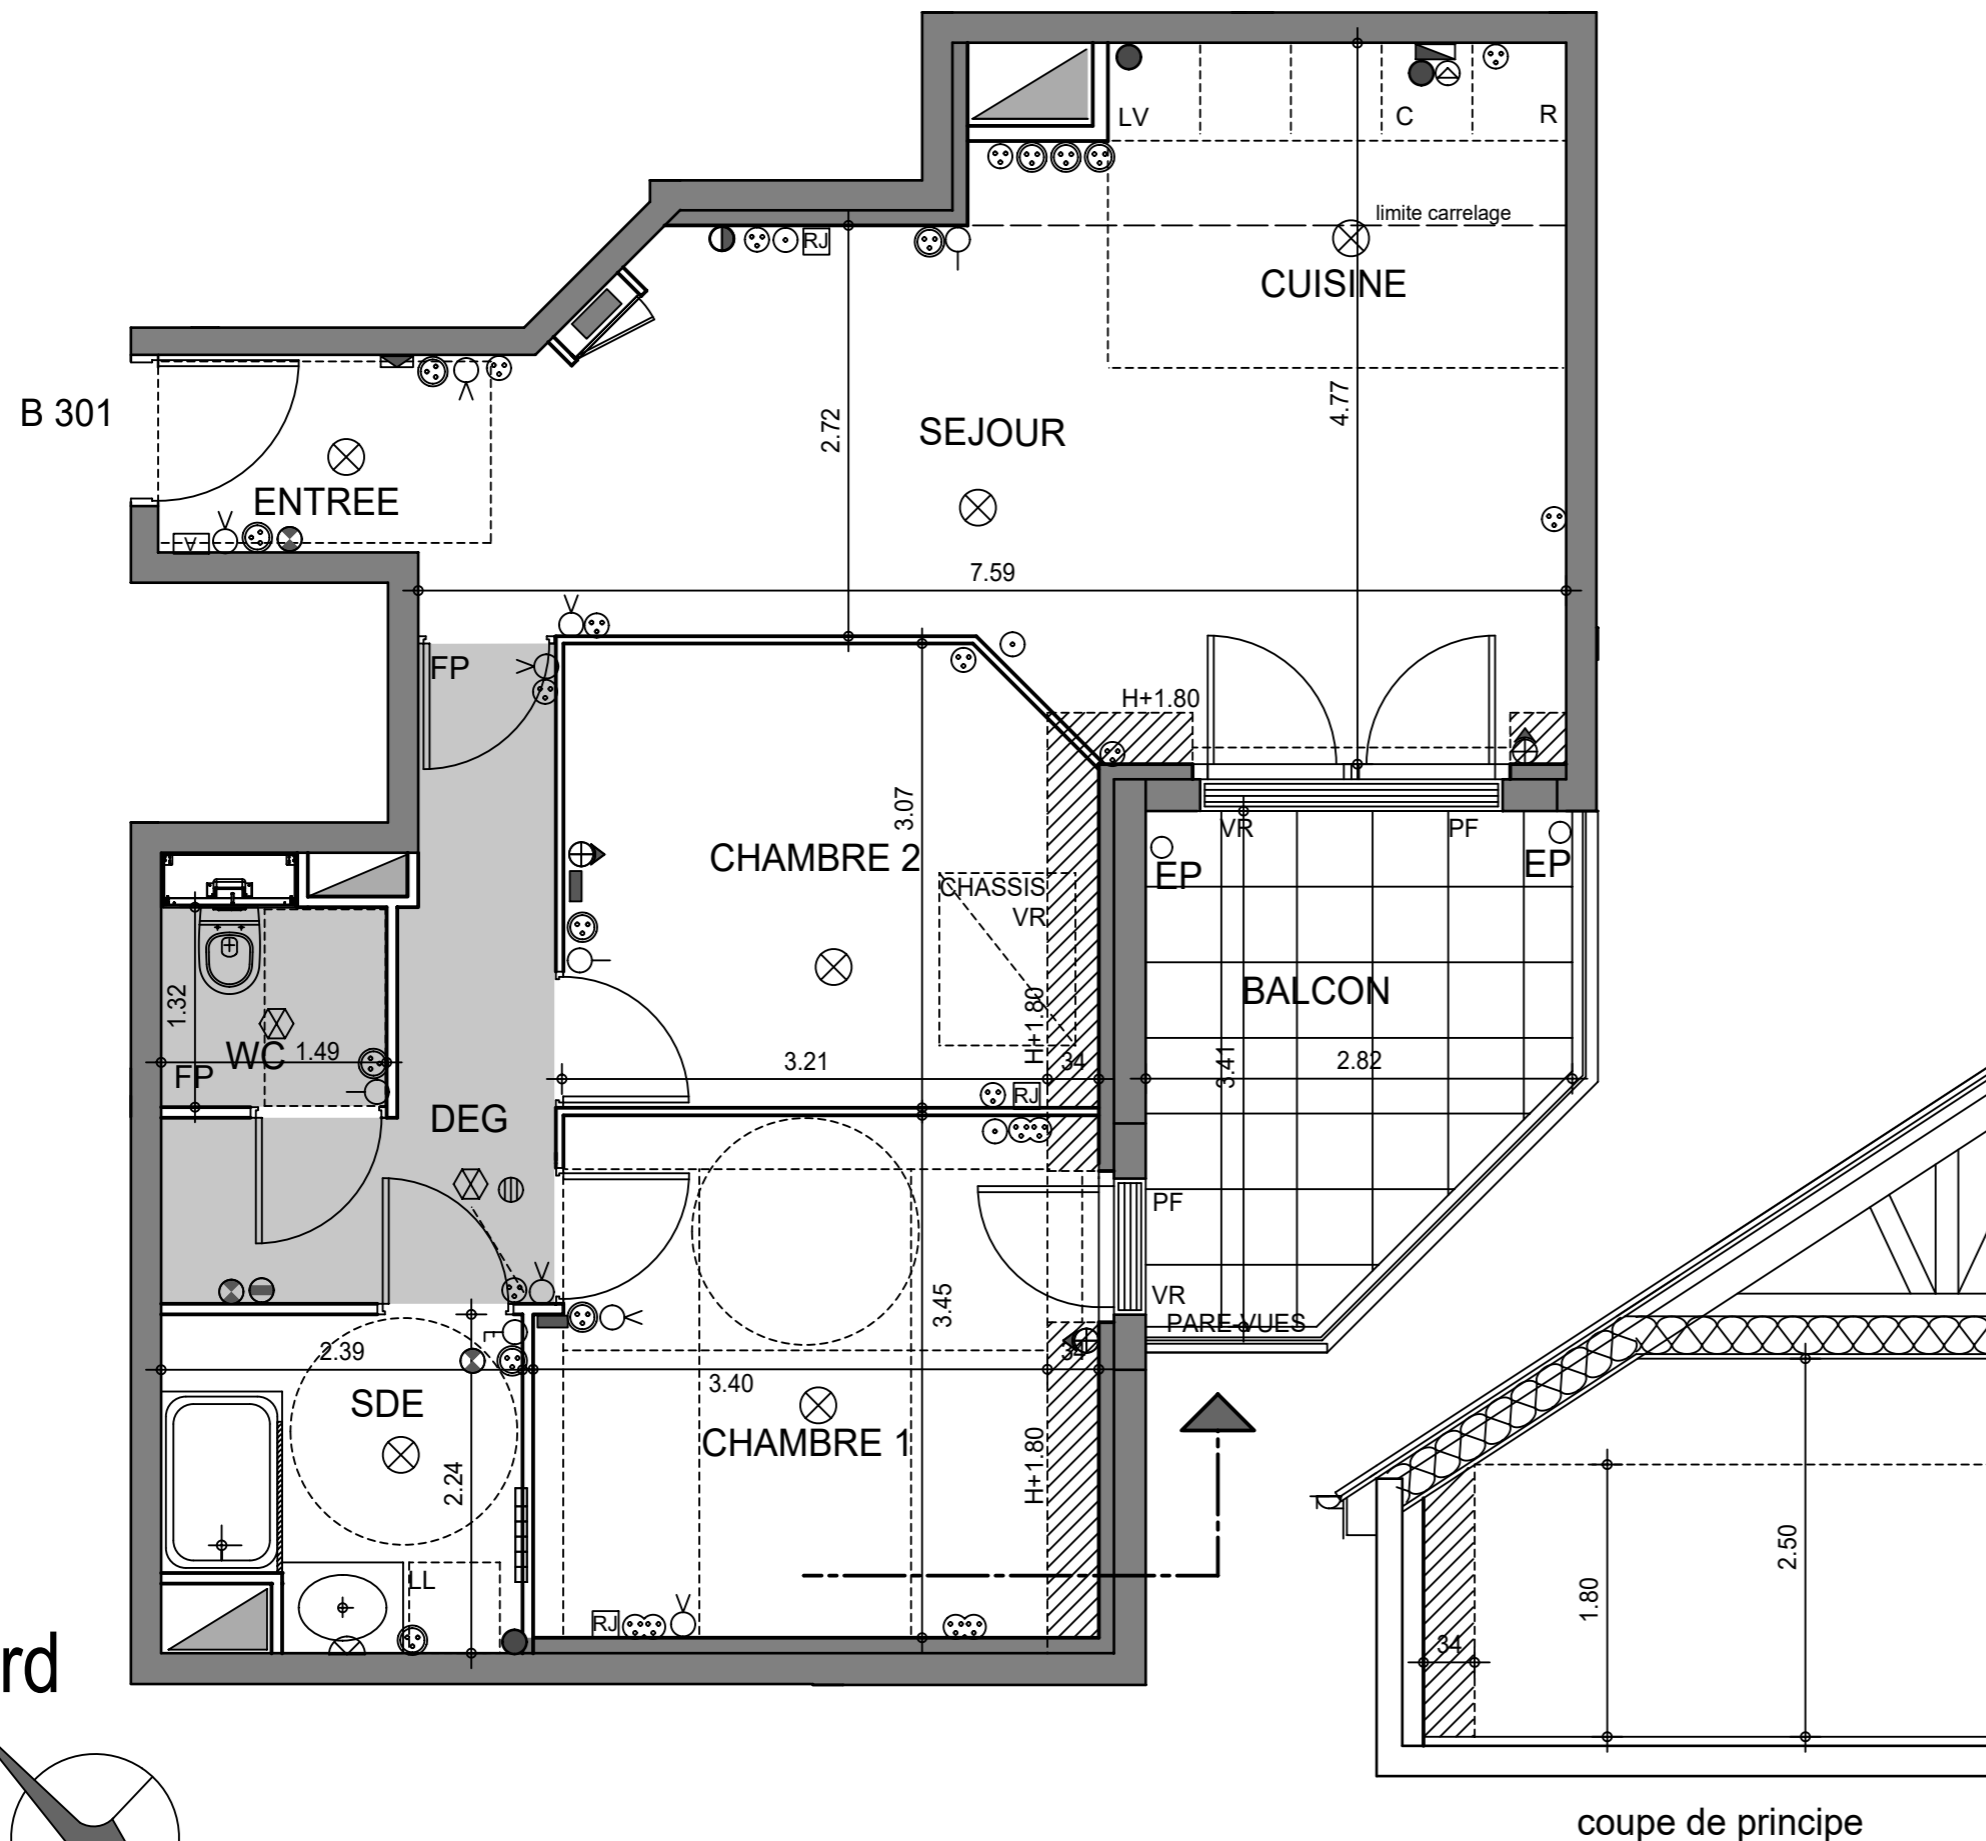 LV
C
R
limite carrelage
RJ
CUISINE
B 301
2.72
4.77
SEJOUR
ENTREE
7.59
FP
H+1.80
3.07
VR
PF
CHAMBRE 2
EP
EP
CHASSIS
VR
BALCON
1.32
H+1.80
WC
1.49
3.21
34
3.41
2.82
FP
RJ
DEG
PF
VR
3.45
PARE-VUES
2.39
34
3.40
SDE
CHAMBRE 1
2.24
H+1.80
2.50
LL
1.80
RJ
34
rd
coupe de principe